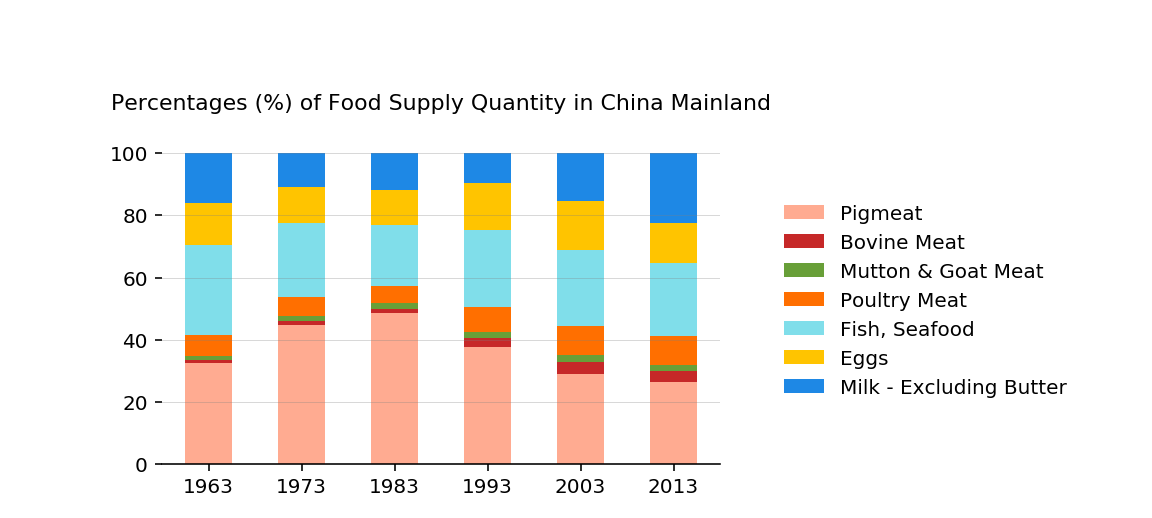 Percentages (%) of Food Supply Quantity in China Mainland
100
80
60
40
20
0
1963 1973 1983 1993 2003 2013
Pigmeat
Bovine Meat
Mutton & Goat Meat
Poultry Meat
Fish, Seafood
Eggs
Milk - Excluding Butter